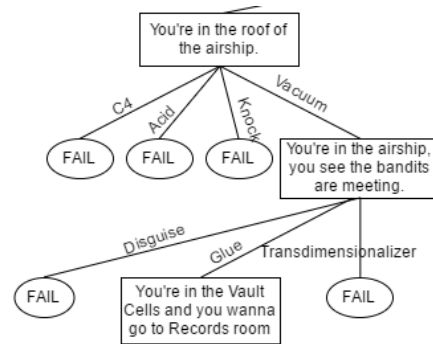 You're in the roof of
the airship.
C4
Acid
Knock
Vacuum
FAIL
FAIL
FAIL
You're in the airship,
you see the bandits
are meeting.
Disguise
Glue
Transdimensionalizer
FAIL
You're in the Vault
Cells and you wanna
go to Records room
FAIL